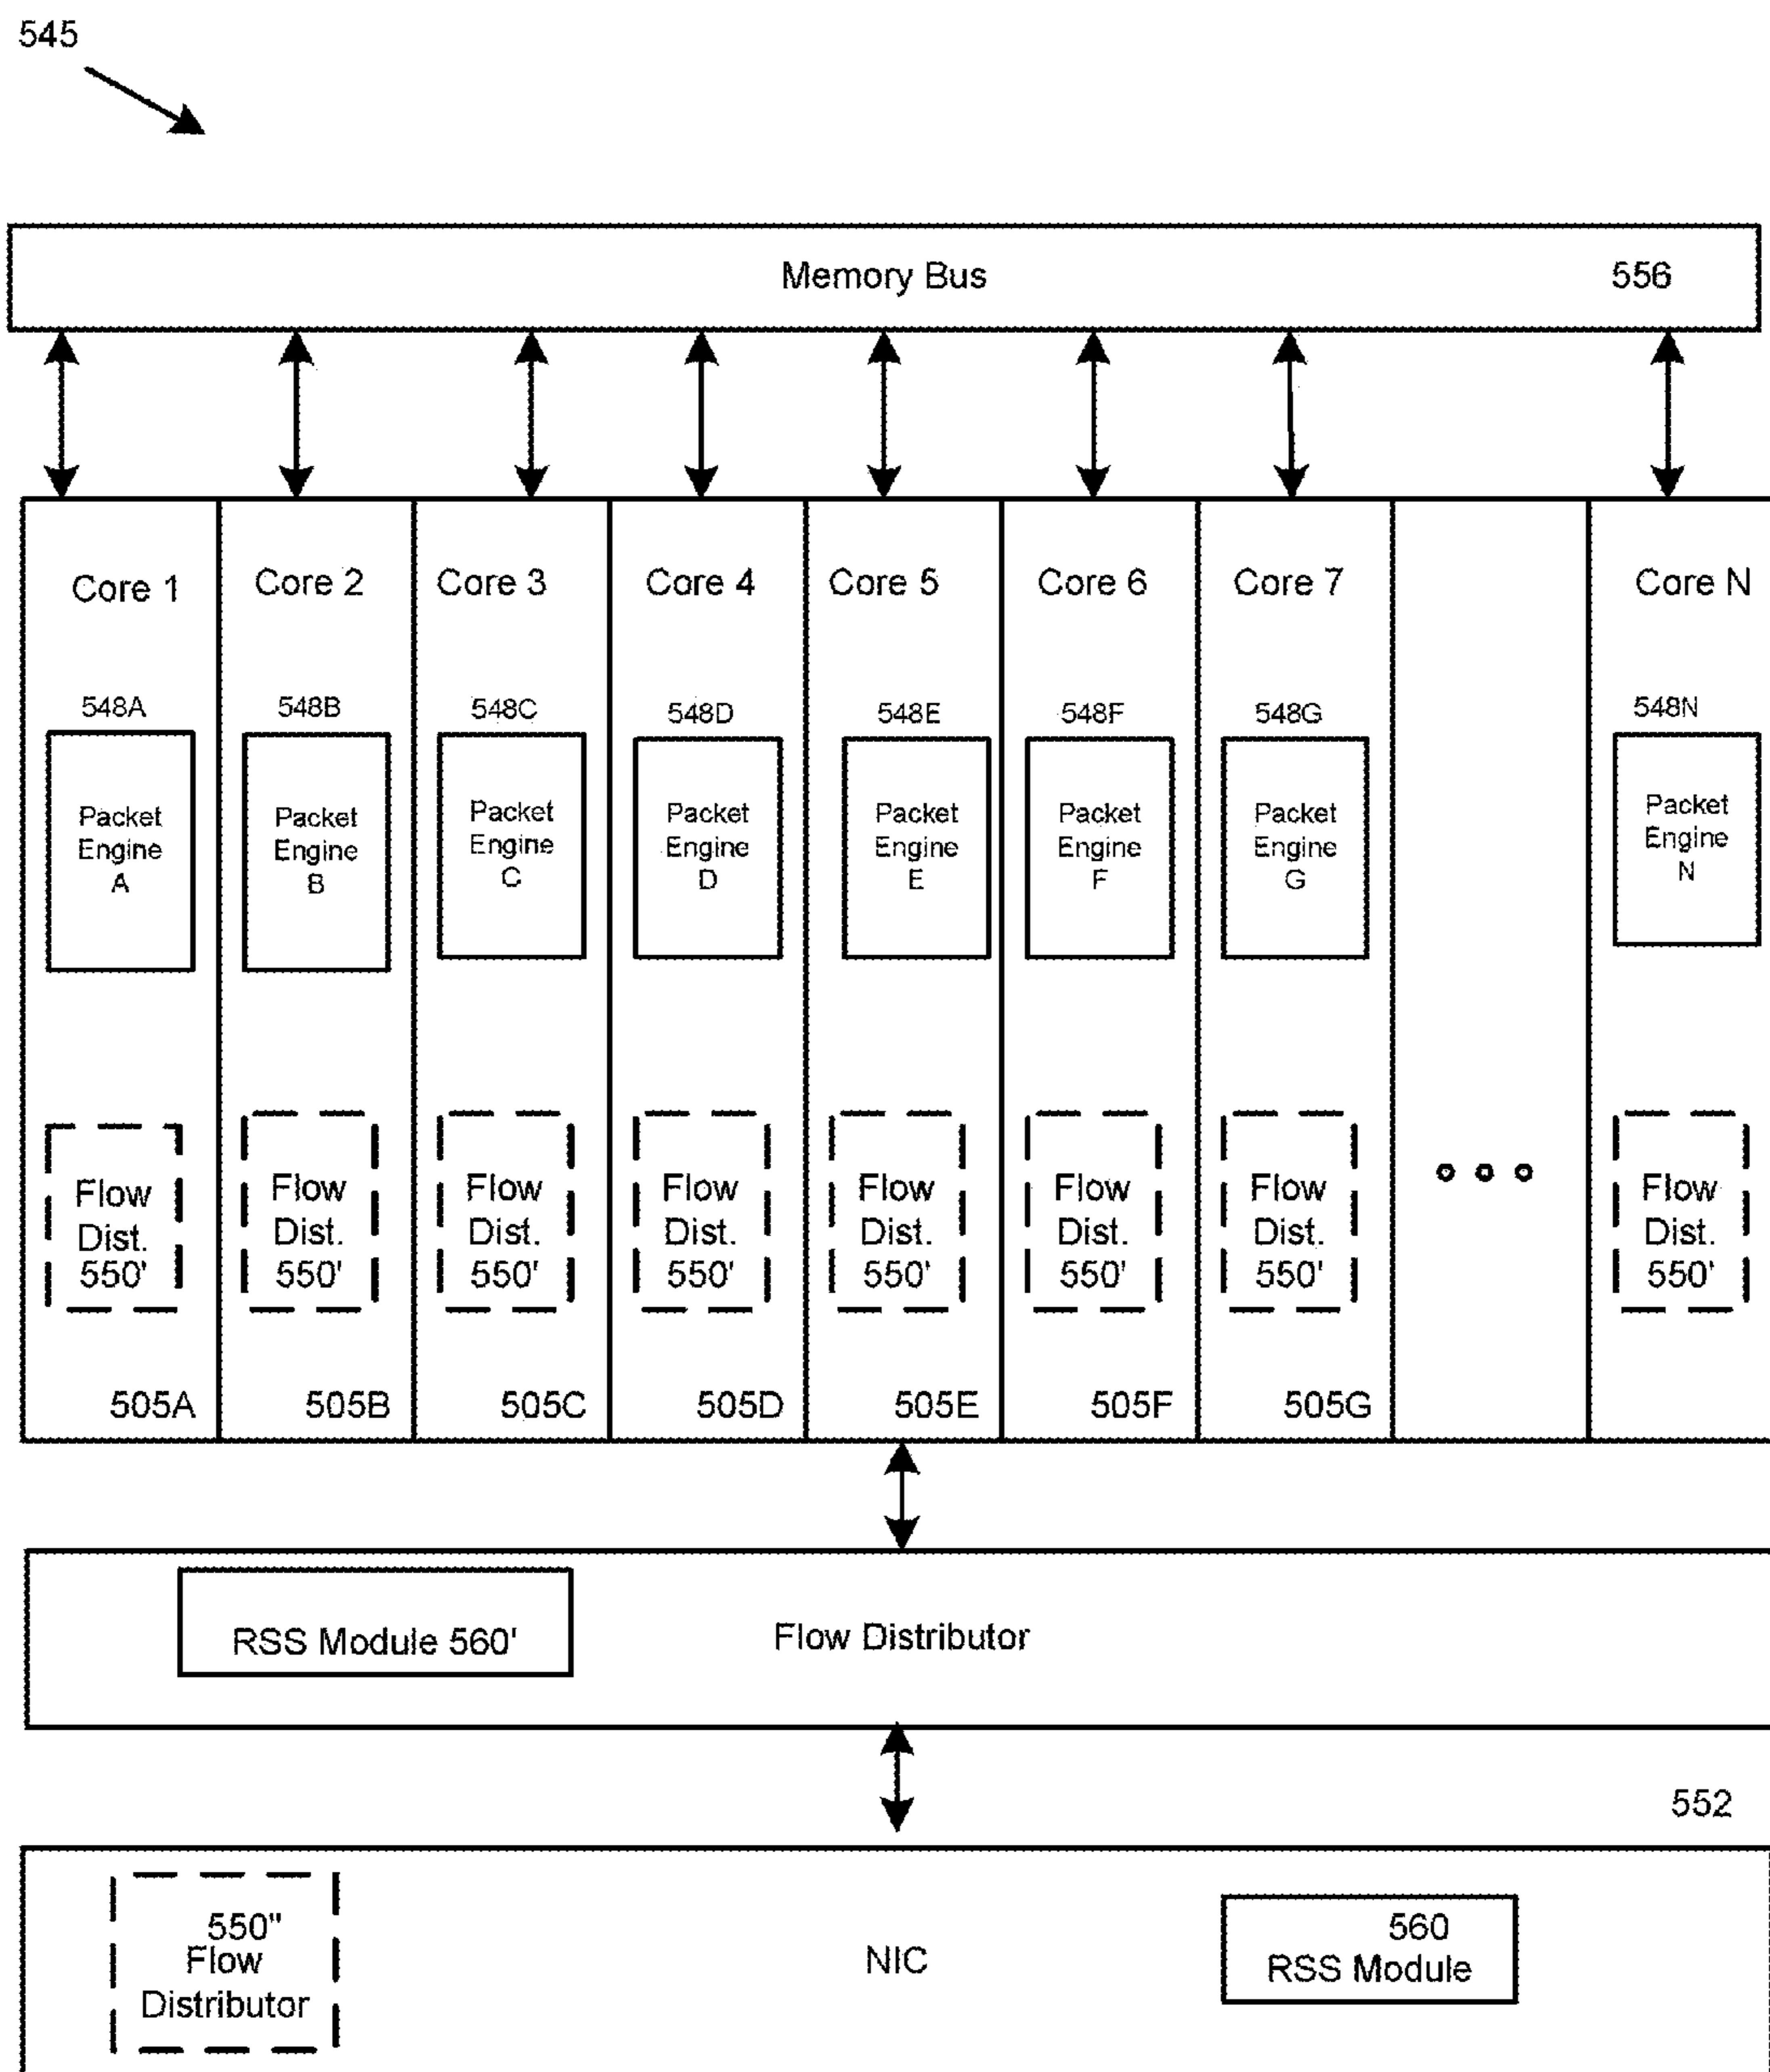 545
Memory Bus 556
Core 1 Core 2 Core 3 Core 4 Core 5 Core 6 Core 7 Core N
548A 548B 548C 548D 548E 548F 548G 548N
Packet
Engine
A
Packet
Engine
B
Packet
Engine
C
Packet
Engine
D
Packet
Engine
E
Packet
Engine
F
Packet
Engine
G
Packet
Engine
N
Flow
Dist.
550'
Flow
Dist.
550'
Flow
Dist.
550'
Flow
Dist.
550'
Flow
Dist.
550'
Flow
Dist.
550'
Flow
Dist.
550'
Flow
Dist.
550'
505A 505B 505C 505D 505E 505F 505G
RSS Module 560' Flow Distributor
552
550"
Flow
Distributor
NIC
560
RSS Module